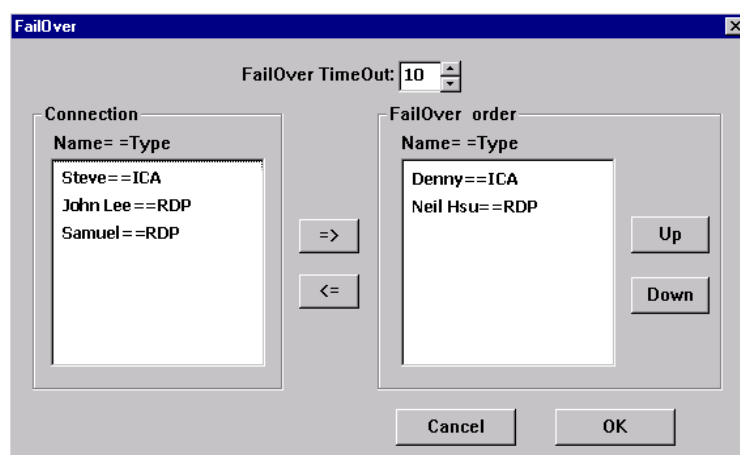 FailOver
FailOver TimeOut: 10
Connection
Name= =Type
Steve==ICA
John Lee ==RDP
Samuel==RDP
=>
<=
FailOver order
Name= =Type
Denny==ICA
Neil Hsu==RDP
Up
Down
Cancel
OK